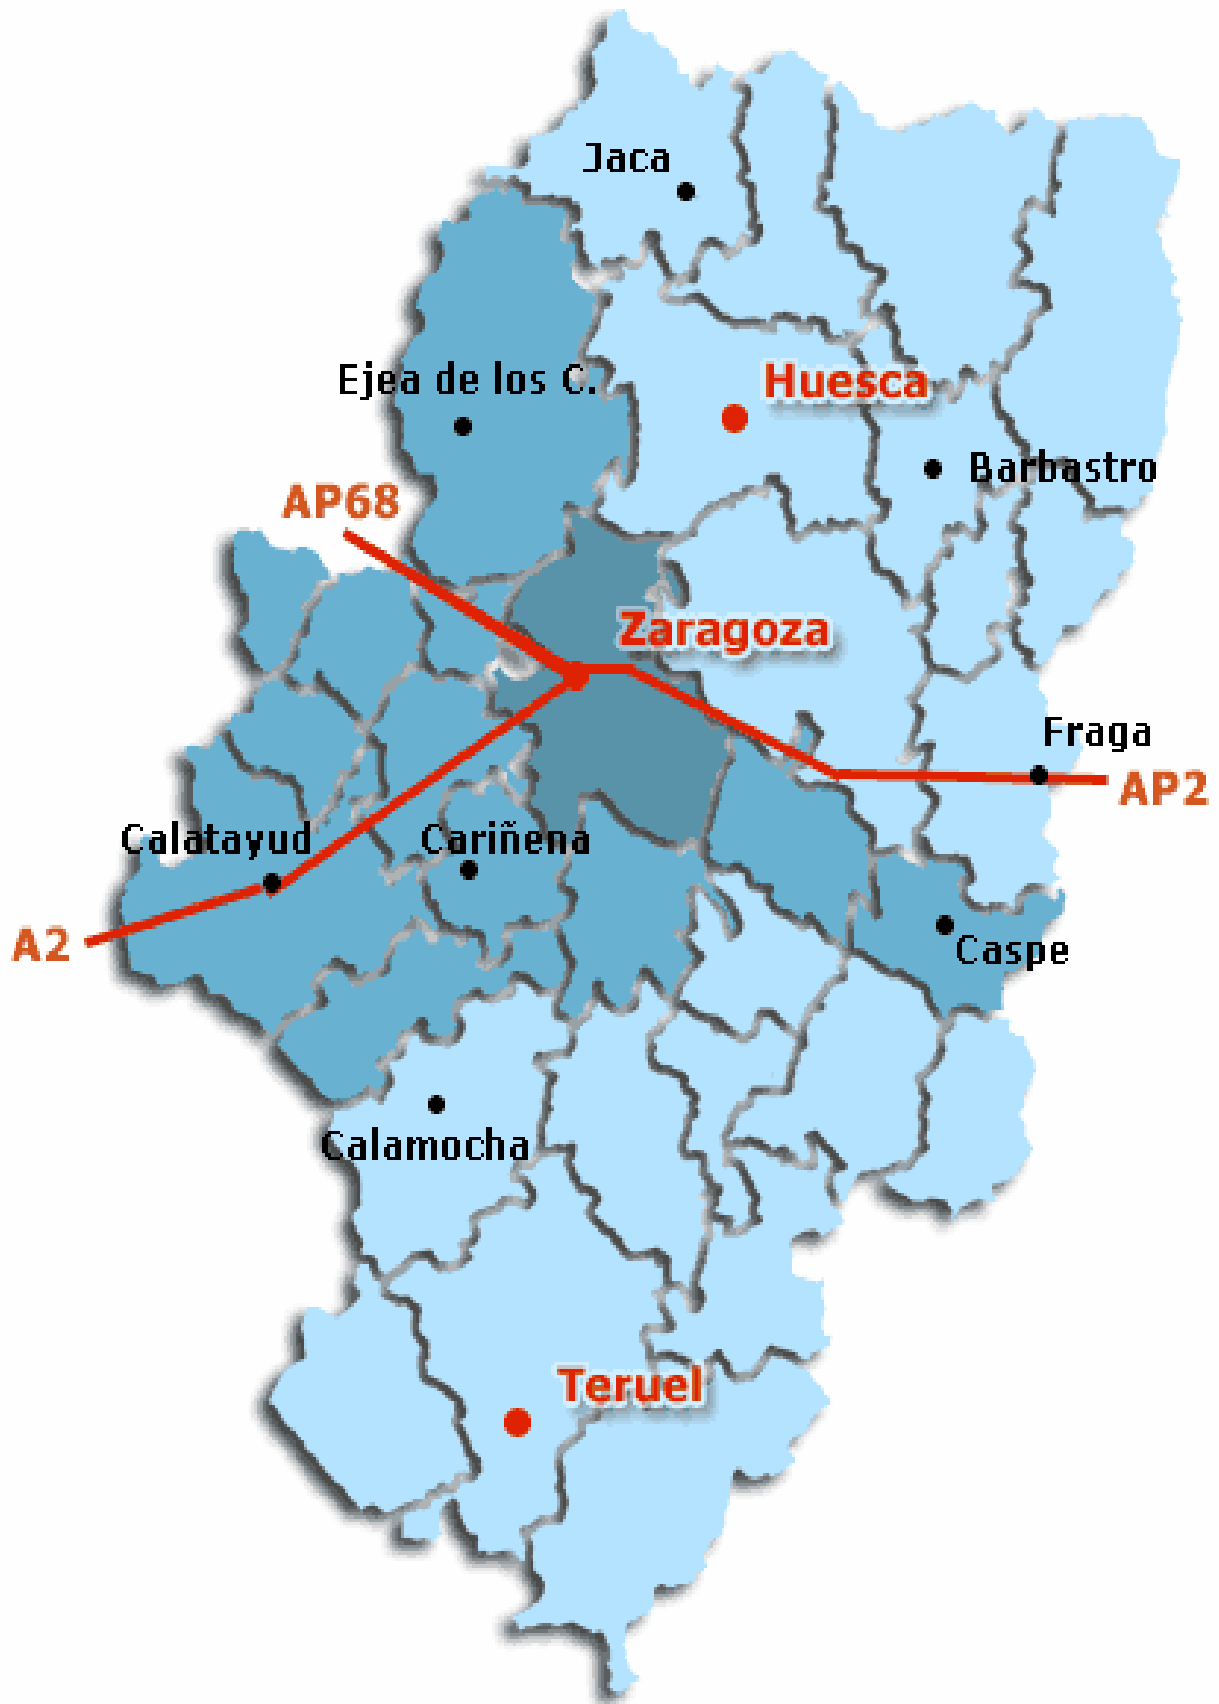 Jaca
Ejea de los C.
Huesca
Barbastro
AP68
Zaragoza
Fraga
AP2
Calatayud
Cariñena
A2
Caspe
Calamocha
Teruel